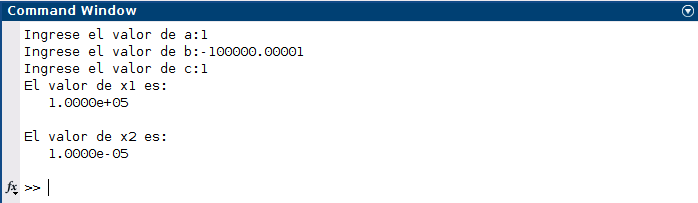 Command Window
Ingrese el valor de a:1
Ingrese el valor de b:-100000.00001
Ingrese el valor de c:1
El valor de x1 es:
1.0000e+05
El valor de x2 es:
1.0000e-05
fx >>